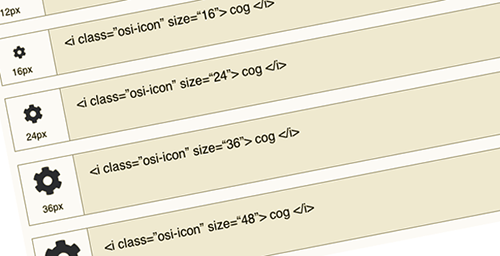 12px
<i class=”osi-icon” size=“16”> cog </i>
16px
<i class=”osi-icon” size=“24”> cog </i>
24px
<i class=”osi-icon” size=“36”> cog </i>
36px
<i class=”osi-icon” size=“48”> cog </i>